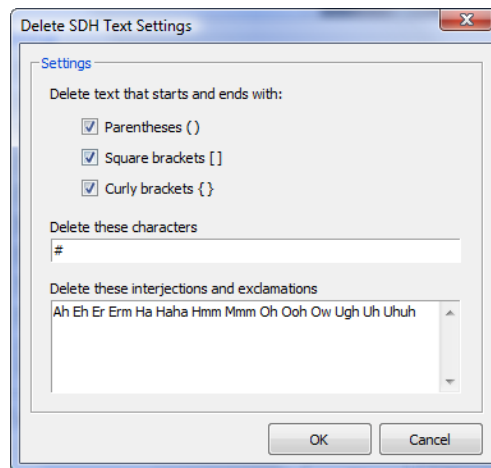 Delete SDH Text Settings
Settings
Delete text that starts and ends with:
Parentheses ( )
Square brackets [ ]
Curly brackets { }
Delete these characters
#
Delete these interjections and exclamations
Ah Eh Er Erm Ha Haha Hmm Mmm Oh Ooh Ow Ugh Uh Uhuh
OK Cancel